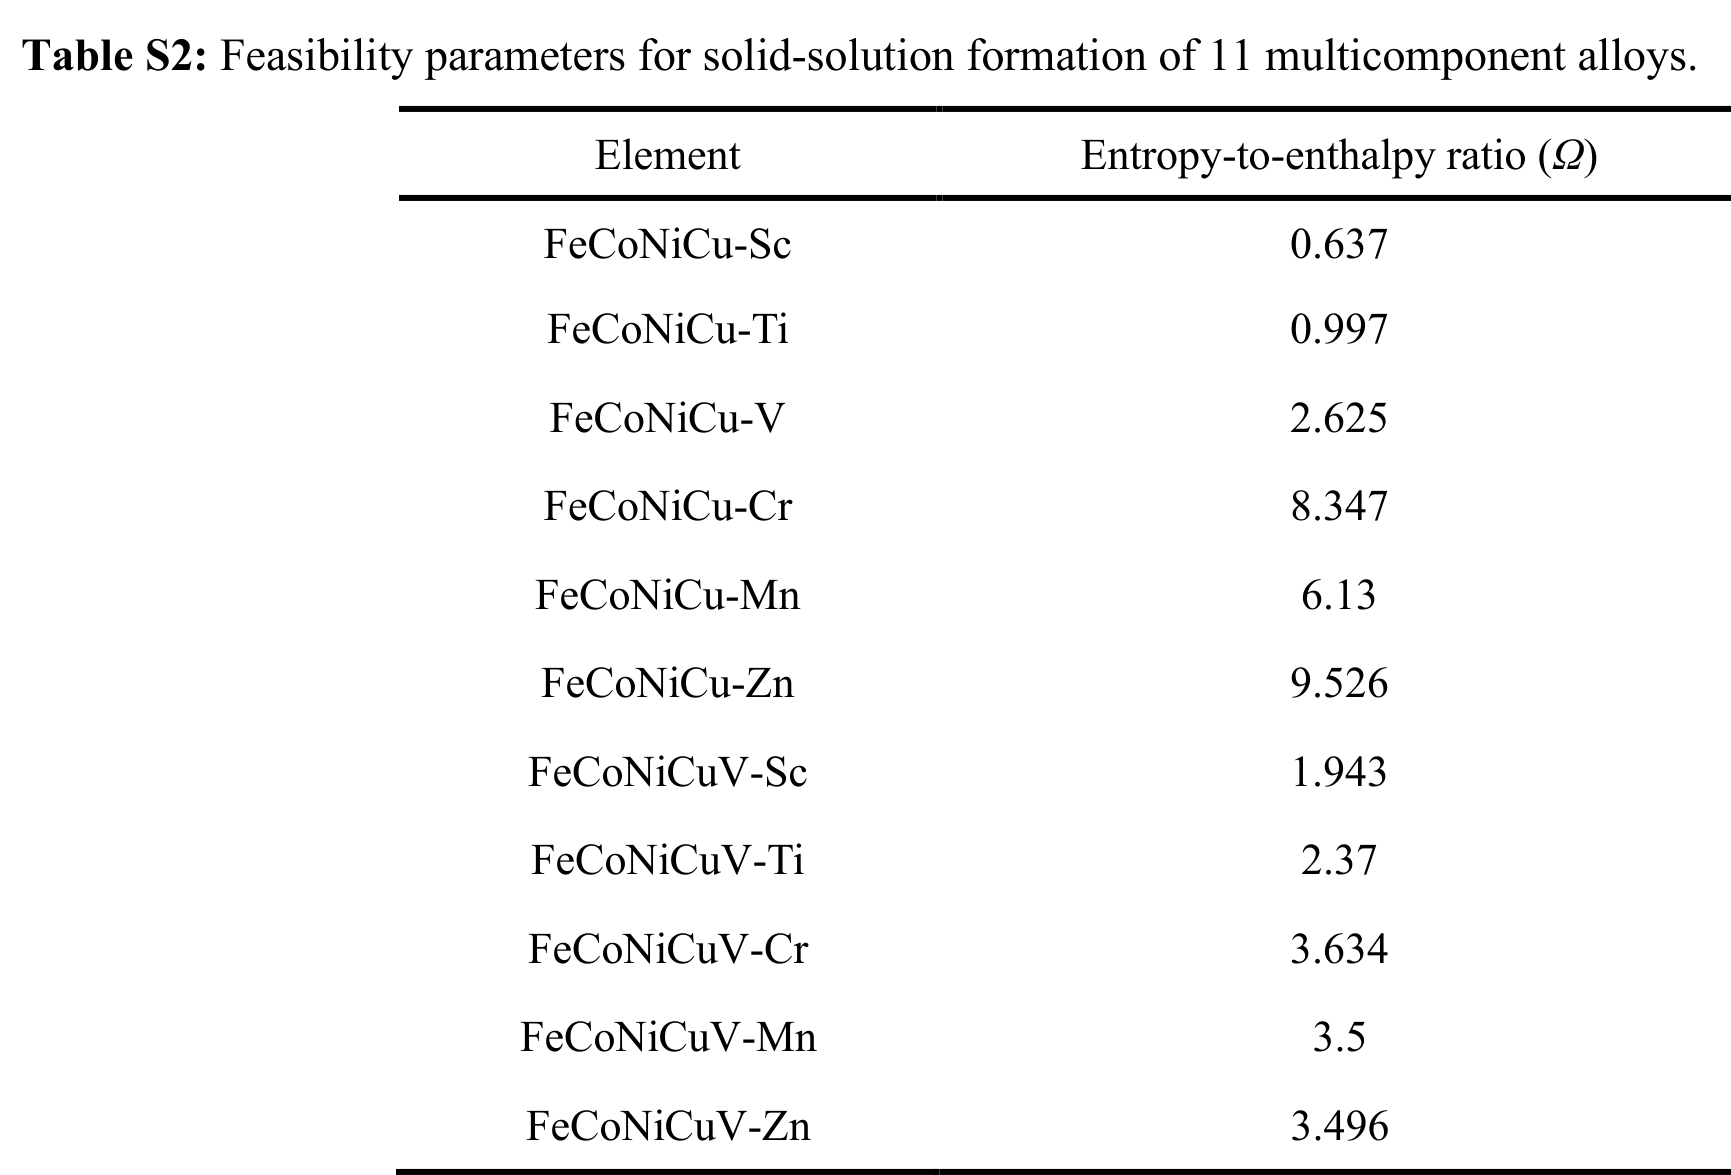 Table S2: Feasibility parameters for solid-solution formation of 11 multicomponent alloys.
Element Entropy-to-enthalpy ratio (Ω)
FeCoNiCu-Sc 0.637
FeCoNiCu-Ti 0.997
FeCoNiCu-V 2.625
FeCoNiCu-Cr 8.347
FeCoNiCu-Mn 6.13
FeCoNiCu-Zn 9.526
FeCoNiCuV-Sc 1.943
FeCoNiCuV-Ti 2.37
FeCoNiCuV-Cr 3.634
FeCoNiCuV-Mn 3.5
FeCoNiCuV-Zn 3.496